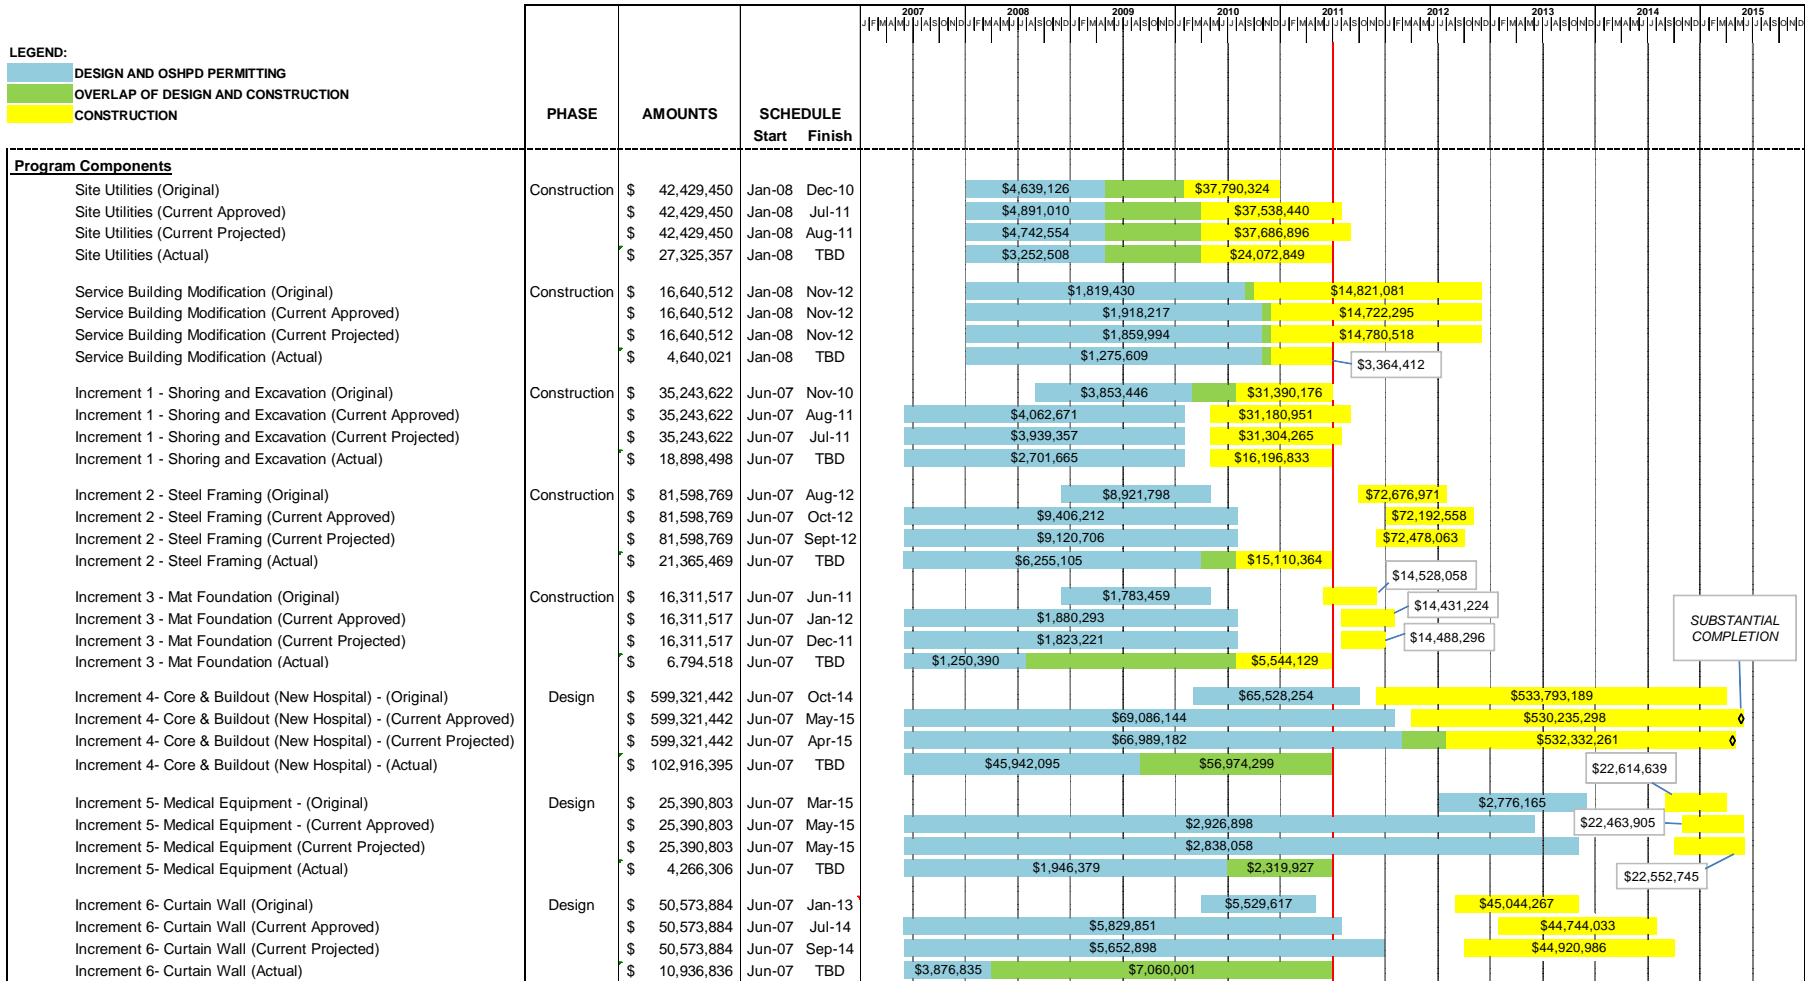 2007 2008 2009 2010 2011 2012 2013 2014 2015
J F M A M J J A S O N D J F M A M J J A S O N D J F M A M J J A S O N D J F M A M J J A S O N D J F M A M J J A S O N D J F M A M J J A S O N D J F M A M J J A S O N D J F M A M J J A S O N D J F M A M J J A S O N D
LEGEND:
DESIGN AND OSHPD PERMITTING
OVERLAP OF DESIGN AND CONSTRUCTION
CONSTRUCTION
PHASE AMOUNTS SCHEDULE
Start Finish
Program Components
Site Utilities (Original) Construction $ 42,429,450 Jan-08 Dec-10 $4,639,126 $37,790,324
Site Utilities (Current Approved) $ 42,429,450 Jan-08 Jul-11 $4,891,010 $37,538,440
Site Utilities (Current Projected) $ 42,429,450 Jan-08 Aug-11 $4,742,554 $37,686,896
Site Utilities (Actual) $ 27,325,357 Jan-08 TBD $3,252,508 $24,072,849
Service Building Modification (Original) Construction $ 16,640,512 Jan-08 Nov-12 $1,819,430 $14,821,081
Service Building Modification (Current Approved) $ 16,640,512 Jan-08 Nov-12 $1,918,217 $14,722,295
Service Building Modification (Current Projected) $ 16,640,512 Jan-08 Nov-12 $1,859,994 $14,780,518
Service Building Modification (Actual) $ 4,640,021 Jan-08 TBD $1,275,609 $3,364,412
Increment 1 - Shoring and Excavation (Original) Construction $ 35,243,622 Jun-07 Nov-10 $3,853,446 $31,390,176
Increment 1 - Shoring and Excavation (Current Approved) $ 35,243,622 Jun-07 Aug-11 $4,062,671 $31,180,951
Increment 1 - Shoring and Excavation (Current Projected) $ 35,243,622 Jun-07 Jul-11 $3,939,357 $31,304,265
Increment 1 - Shoring and Excavation (Actual) $ 18,898,498 Jun-07 TBD $2,701,665 $16,196,833
Increment 2 - Steel Framing (Original) Construction $ 81,598,769 Jun-07 Aug-12 $8,921,798 $72,676,971
Increment 2 - Steel Framing (Current Approved) $ 81,598,769 Jun-07 Oct-12 $9,406,212 $72,192,558
Increment 2 - Steel Framing (Current Projected) $ 81,598,769 Jun-07 Sept-12 $9,120,706 $72,478,063
Increment 2 - Steel Framing (Actual) $ 21,365,469 Jun-07 TBD $6,255,105 $15,110,364
Increment 3 - Mat Foundation (Original) Construction $ 16,311,517 Jun-07 Jun-11 $1,783,459 $14,528,058
Increment 3 - Mat Foundation (Current Approved) $ 16,311,517 Jun-07 Jan-12 $1,880,293 $14,431,224
Increment 3 - Mat Foundation (Current Projected) $ 16,311,517 Jun-07 Dec-11 $1,823,221 $14,488,296
Increment 3 - Mat Foundation (Actual) $ 6,794,518 Jun-07 TBD $1,250,390 $5,544,129
SUBSTANTIAL
COMPLETION
Increment 4- Core & Buildout (New Hospital) - (Original) Design $ 599,321,442 Jun-07 Oct-14 $65,528,254 $533,793,189
Increment 4- Core & Buildout (New Hospital) - (Current Approved) $ 599,321,442 Jun-07 May-15 $69,086,144 $530,235,298
Increment 4- Core & Buildout (New Hospital) - (Current Projected) $ 599,321,442 Jun-07 Apr-15 $66,989,182 $532,332,261
Increment 4- Core & Buildout (New Hospital) - (Actual) $ 102,916,395 Jun-07 TBD $45,942,095 $56,974,299
Increment 5- Medical Equipment - (Original) Design $ 25,390,803 Jun-07 Mar-15 $2,776,165 $22,614,639
Increment 5- Medical Equipment - (Current Approved) $ 25,390,803 Jun-07 May-15 $2,926,898 $22,463,905
Increment 5- Medical Equipment (Current Projected) $ 25,390,803 Jun-07 May-15 $2,838,058 $22,552,745
Increment 5- Medical Equipment (Actual) $ 4,266,306 Jun-07 TBD $1,946,379 $2,319,927
Increment 6- Curtain Wall (Original) Design $ 50,573,884 Jun-07 Jan-13 $5,529,617 $45,044,267
Increment 6- Curtain Wall (Current Approved) $ 50,573,884 Jun-07 Jul-14 $5,829,851 $44,744,033
Increment 6- Curtain Wall (Current Projected) $ 50,573,884 Jun-07 Sep-14 $5,652,898 $44,920,986
Increment 6- Curtain Wall (Actual) $ 10,936,836 Jun-07 TBD $3,876,835 $7,060,001